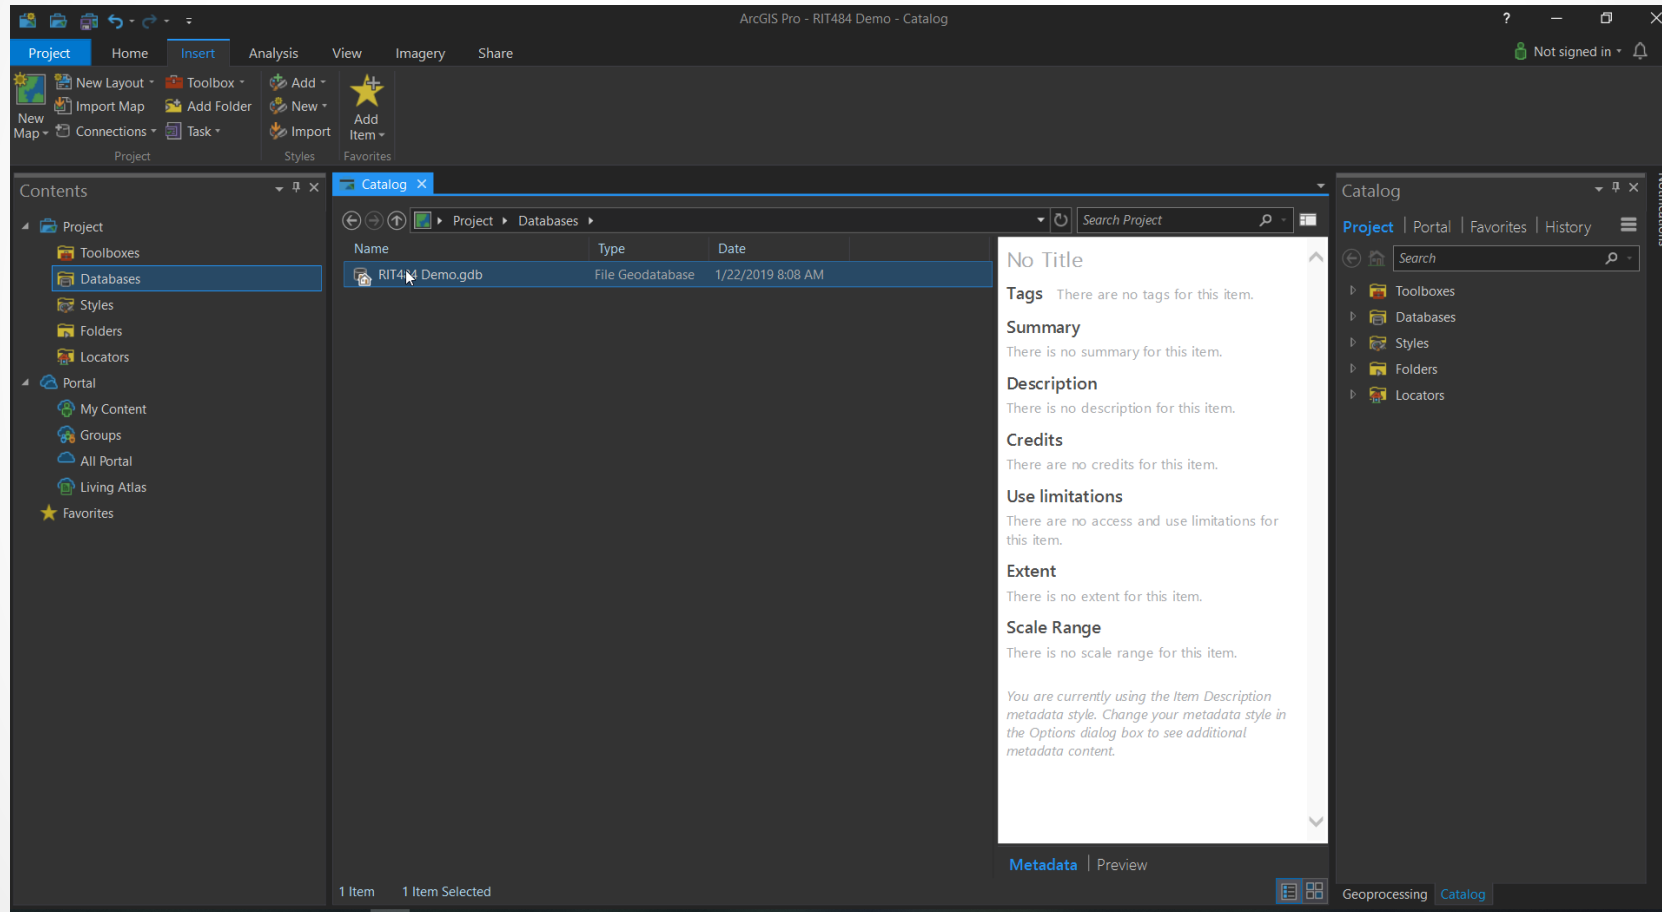 ArcGIS Pro - RIT484 Demo - Catalog
?
Project Home Insert Analysis View Imagery Share
Not signed in
New Map
New Layout
Import Map
Connections
Toolbox
Add Folder
Task
Project
Add
New
Import
Styles
Add Item
Favorites
Contents
Project
Toolboxes
Databases
Styles
Folders
Locators
Portal
My Content
Groups
All Portal
Living Atlas
Favorites
Catalog
Project Databases
Search Project
Name Type Date
RIT484 Demo.gdb File Geodatabase 1/22/2019 8:08 AM
No Title
Tags There are no tags for this item.
Summary
There is no summary for this item.
Description
There is no description for this item.
Credits
There are no credits for this item.
Use limitations
There are no access and use limitations for
this item.
Extent
There is no extent for this item.
Scale Range
There is no scale range for this item.
You are currently using the Item Description
metadata style. Change your metadata style in
the Options dialog box to see additional
metadata content.
Metadata Preview
1 Item 1 Item Selected
Catalog
Project Portal Favorites History
Search
Toolboxes
Databases
Styles
Folders
Locators
Geoprocessing Catalog